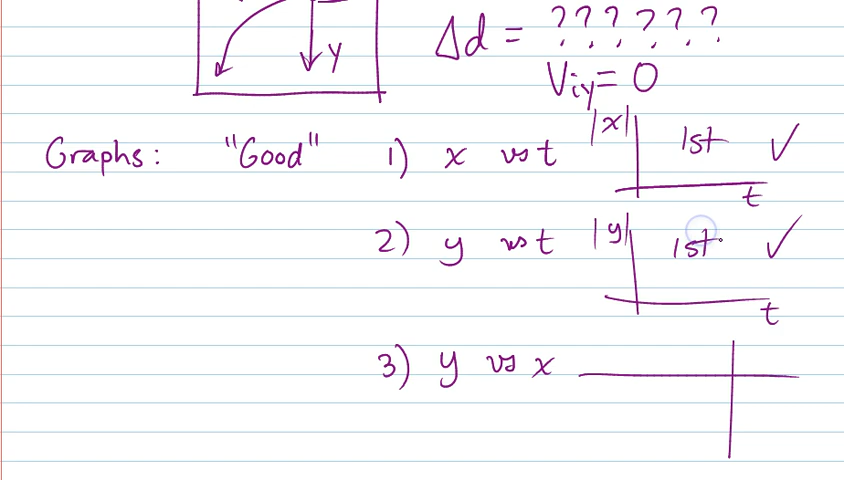 Y Δd = ? ? ? ? ? ?
Viy = 0
Graphs: "Good" 1) x vs t |x| 1st ✓
t
2) y vs t |y| 1st. ✓
t
3) y vs x